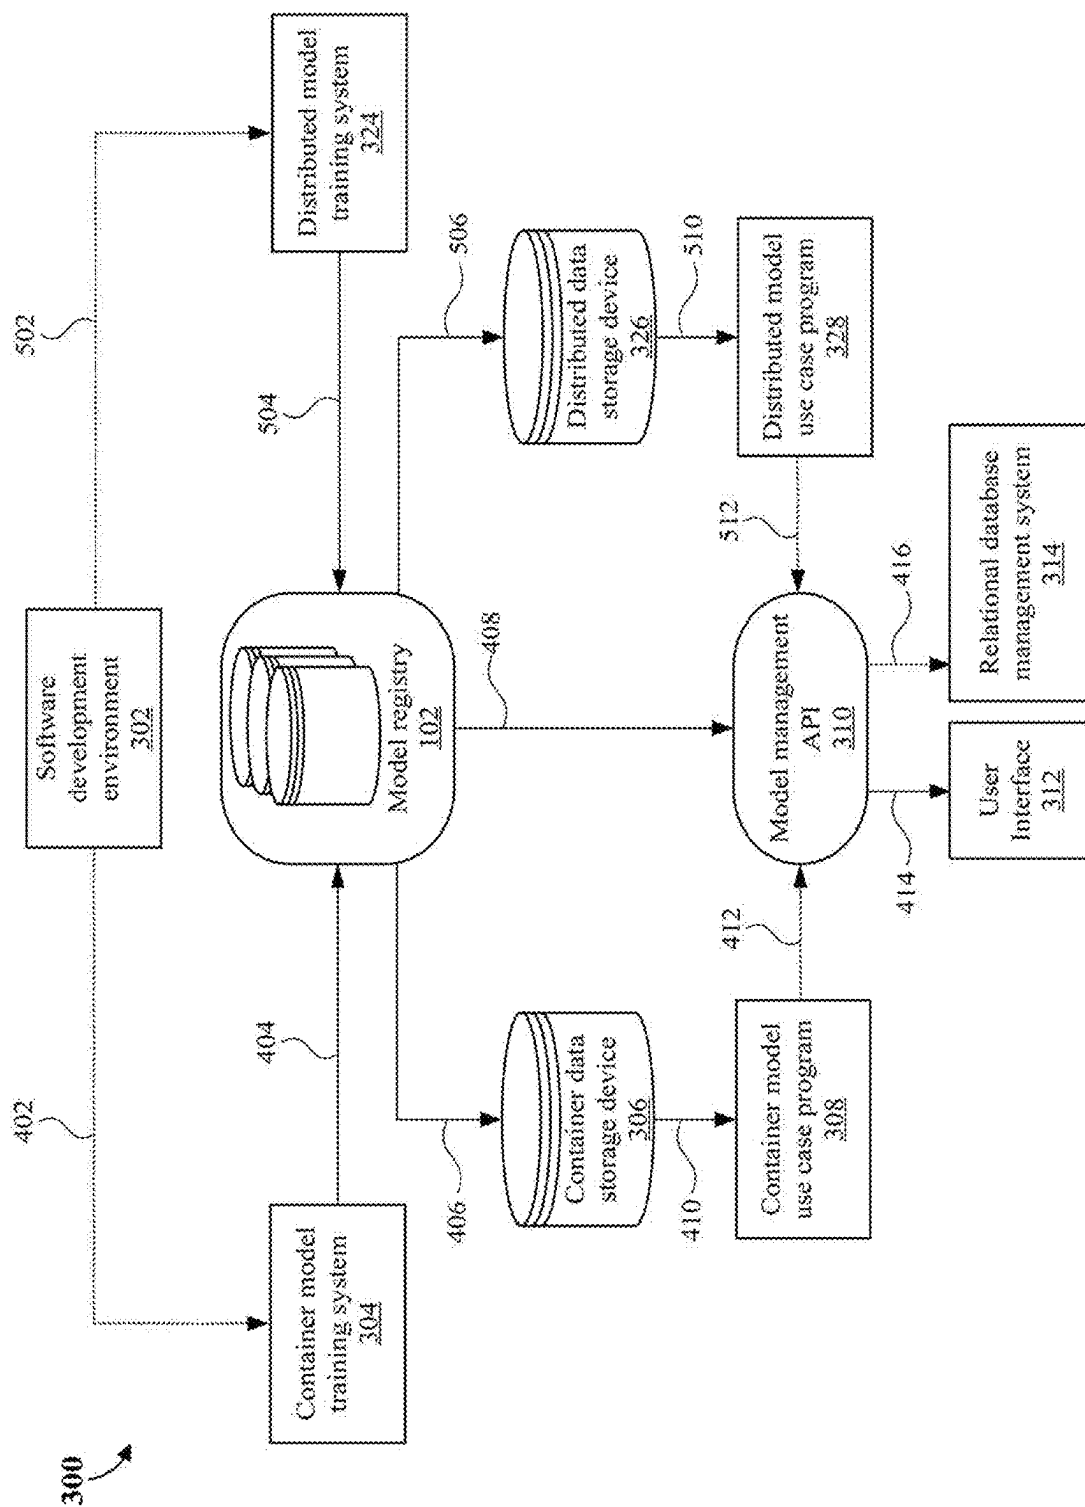 300
402
502
Software
development
environment
302
Container model
training system
304
404
504
Distributed model
training system
324
Model registry
102
406
408
506
Container data
storage device
306
Distributed data
storage device
326
410
510
Container model
use case program
308
412
Model management
API
310
512
Distributed model
use case program
328
414
416
User
Interface
312
Relational database
management system
314